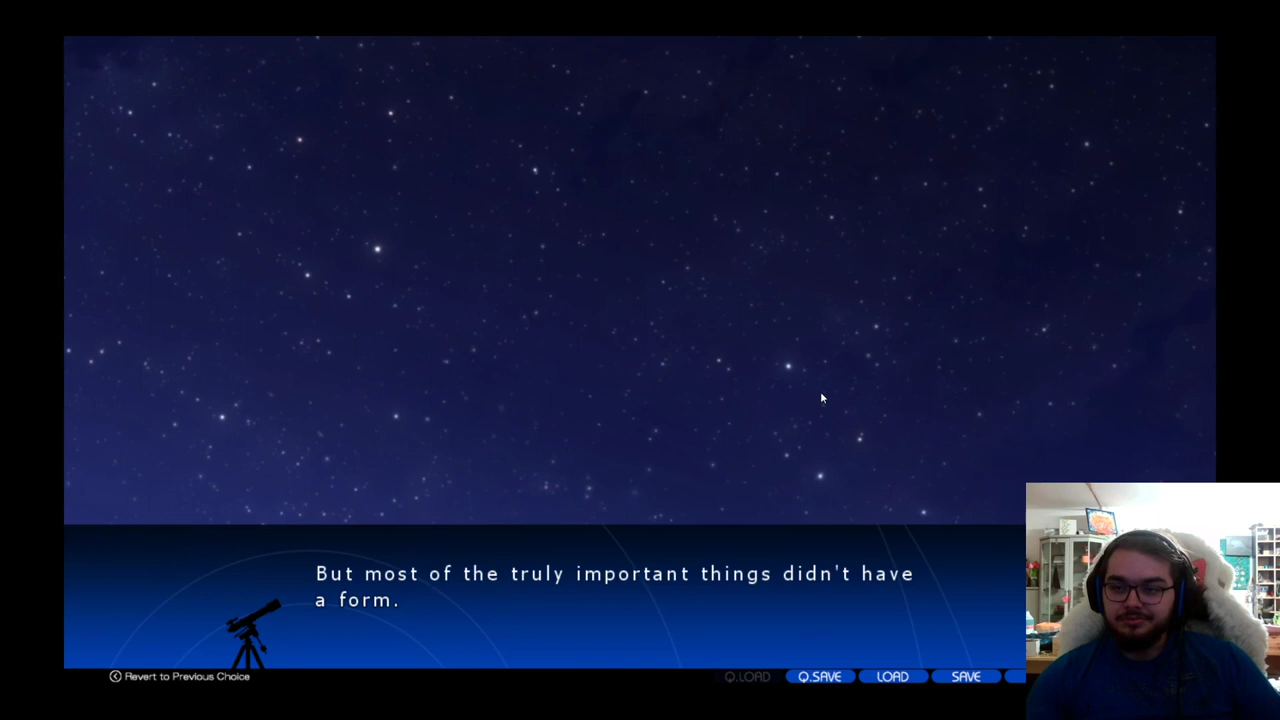 But most of the truly important things didn't have
a form.
Revert to Previous Choice
Q.LOAD
Q.SAVE
LOAD
SAVE